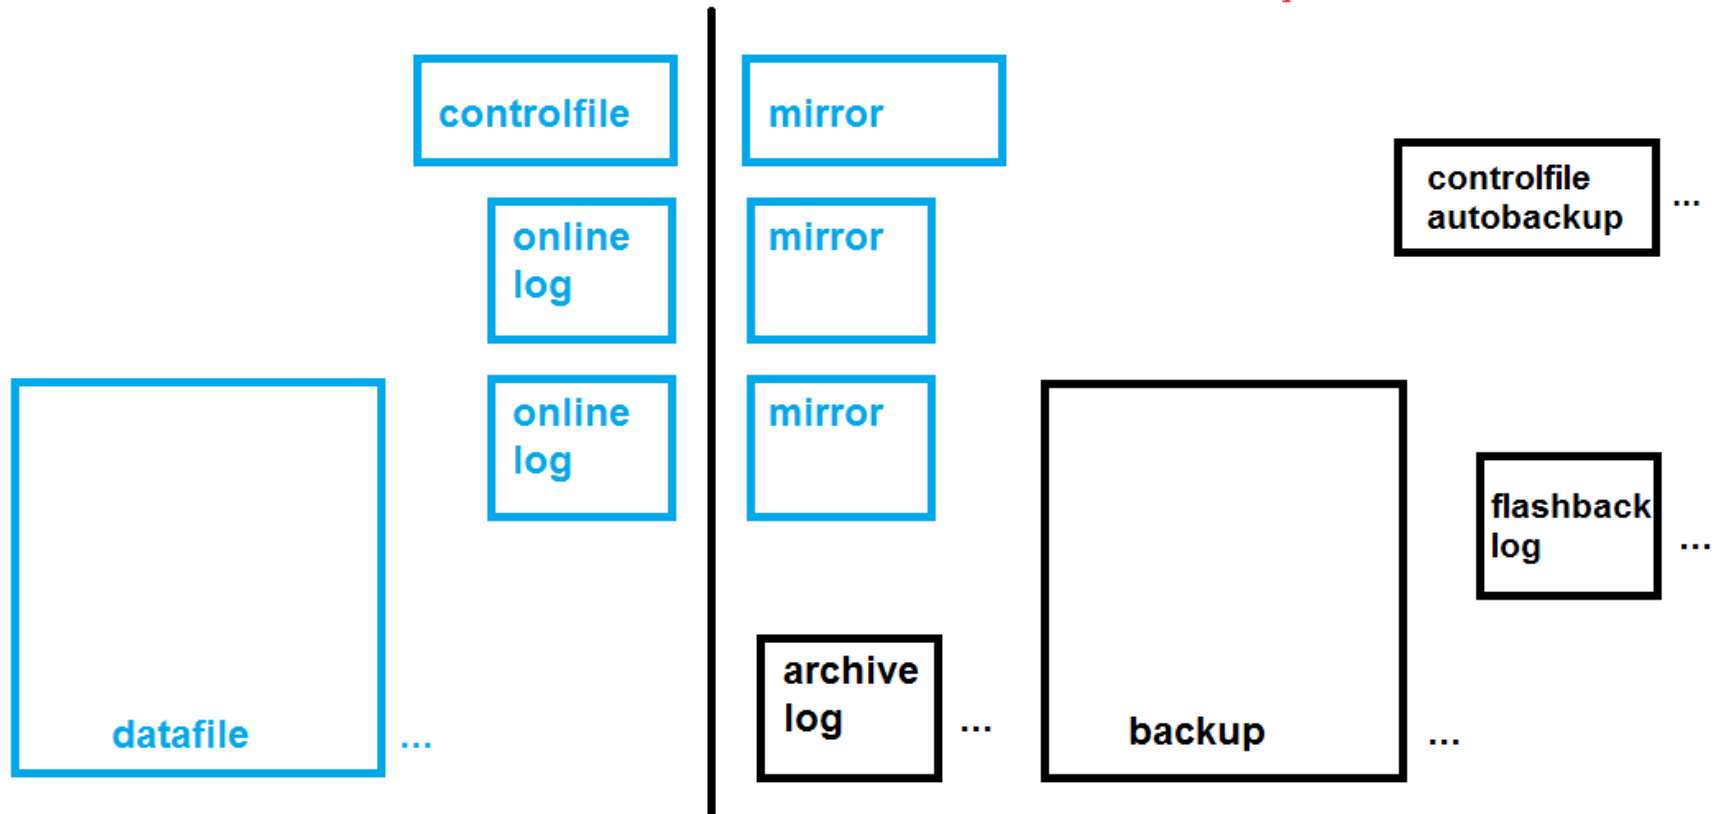 controlfile
mirror
controlfile
autobackup
...
online
log
mirror
online
log
mirror
flashback
log
...
archive
log
...
datafile
...
backup
...